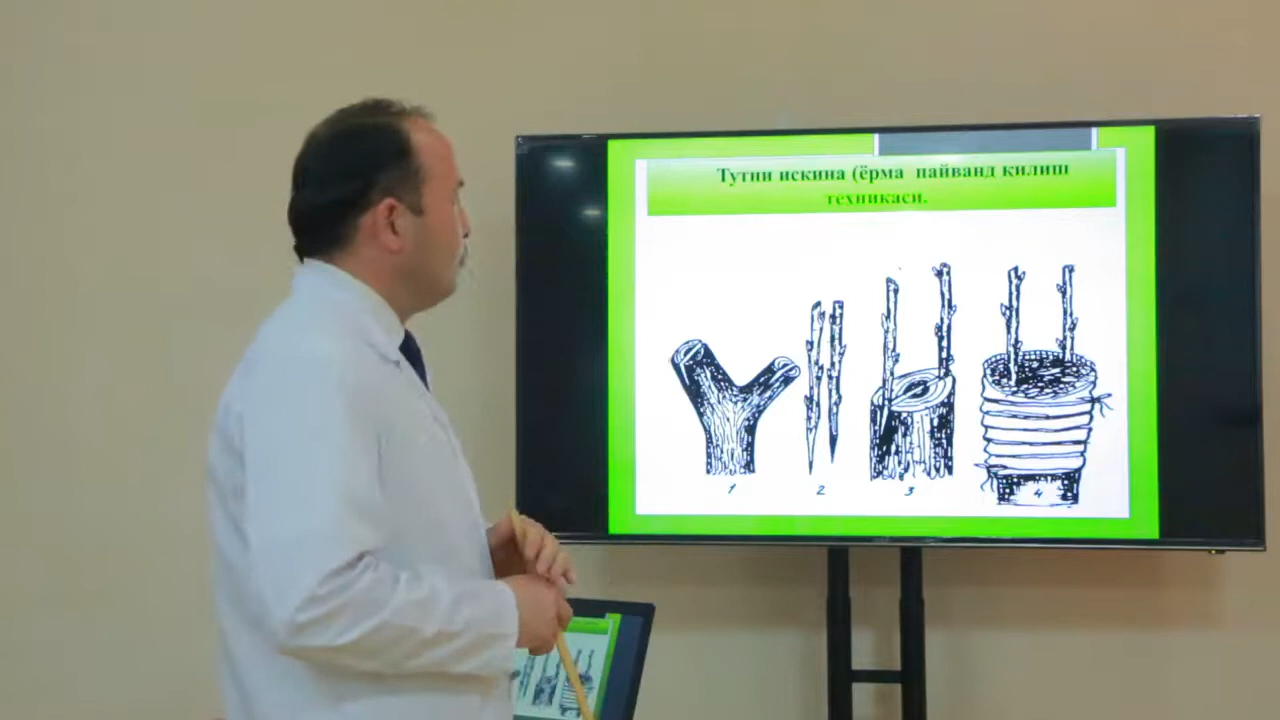 Тутни искина (ёрма пайванд қилиш
техникаси.
1 2 3 4